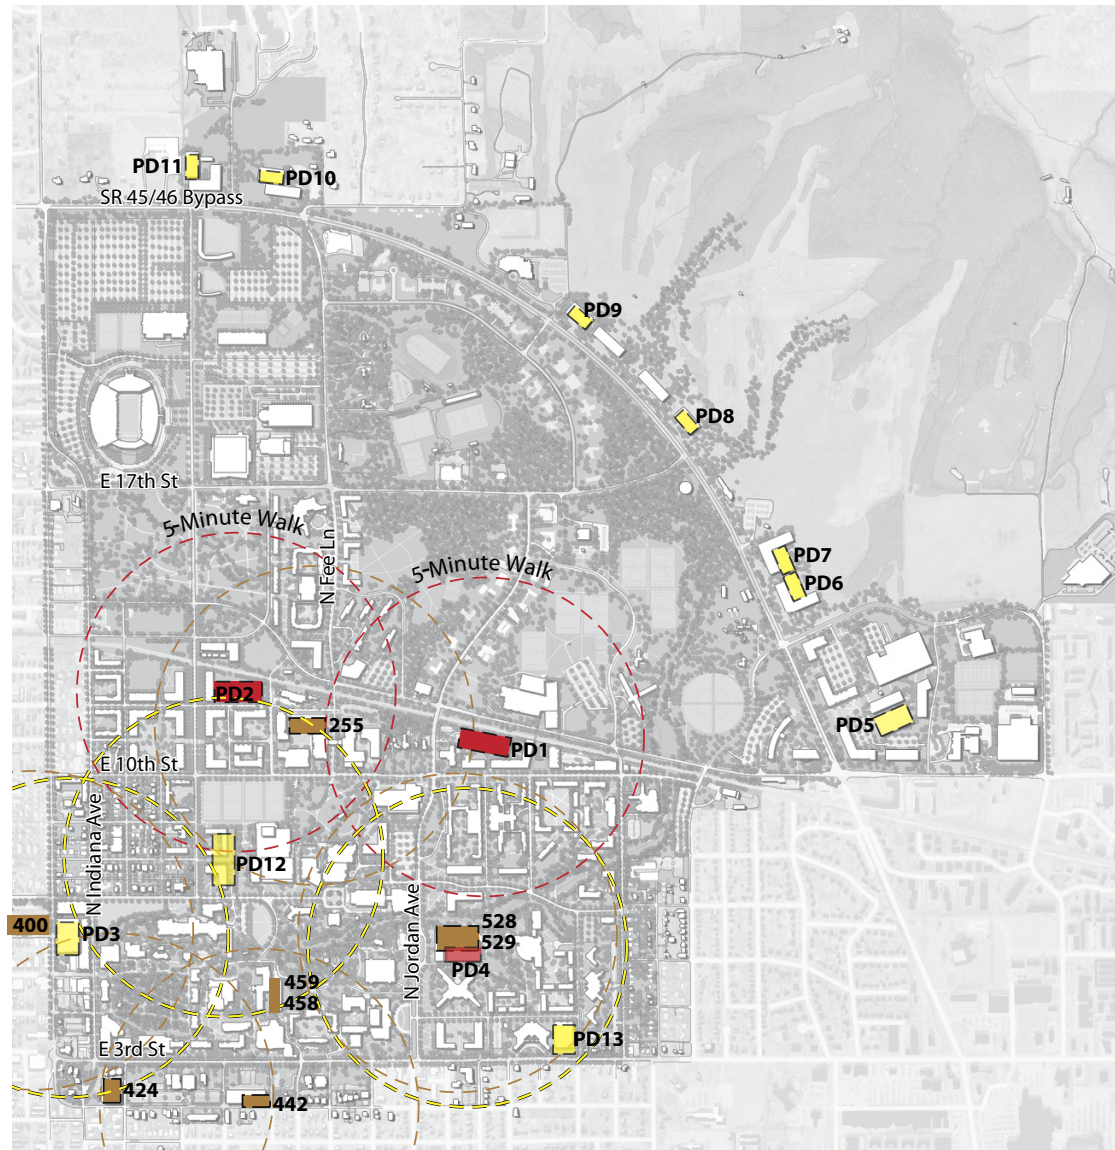 PD11
PD10
SR 45/46 Bypass
PD9
PD8
E 17th St
5-Minute Walk
N Fee Ln
5-Minute Walk
PD7
PD6
PD2
255
PD5
PD1
E 10th St
N Indiana Ave
PD12
N Jordan Ave
400
PD3
528
529
PD4
459
458
PD13
E 3rd St
424
442